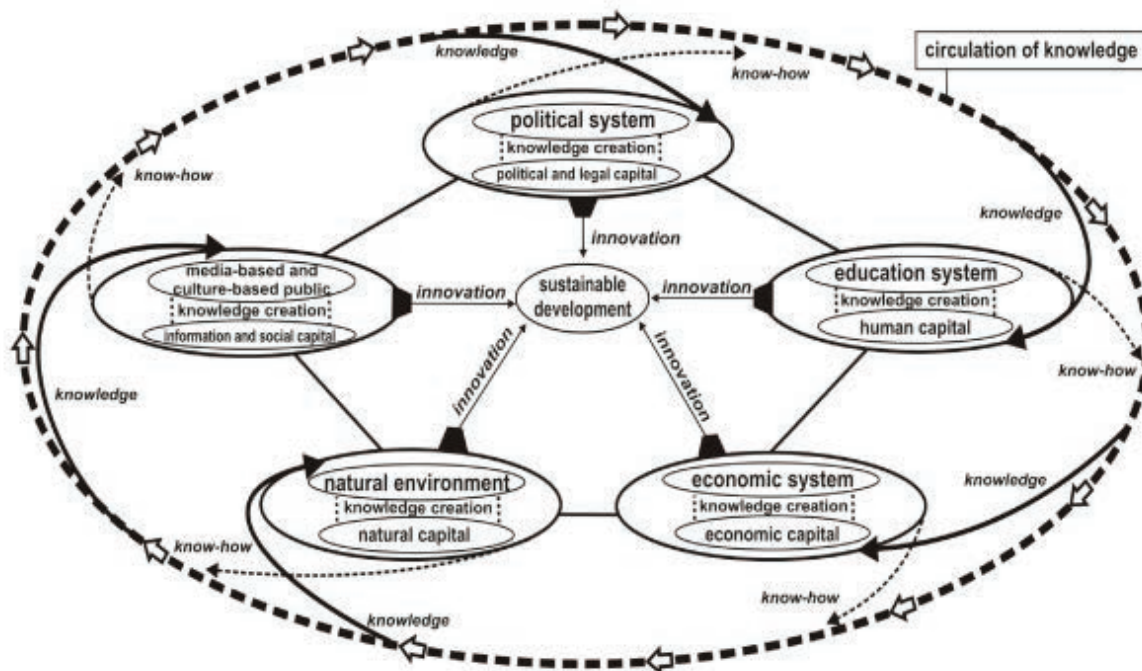 knowledge
circulation of knowledge
know-how
political system
knowledge creation
political and legal capital
know-how
knowledge
innovation
media-based and
culture-based public
knowledge creation
information and social capital
innovation
sustainable
development
innovation
education system
knowledge creation
human capital
know-how
knowledge
innovation
innovation
natural environment
knowledge creation
natural capital
economic system
knowledge creation
economic capital
knowledge
know-how
know-how
knowledge